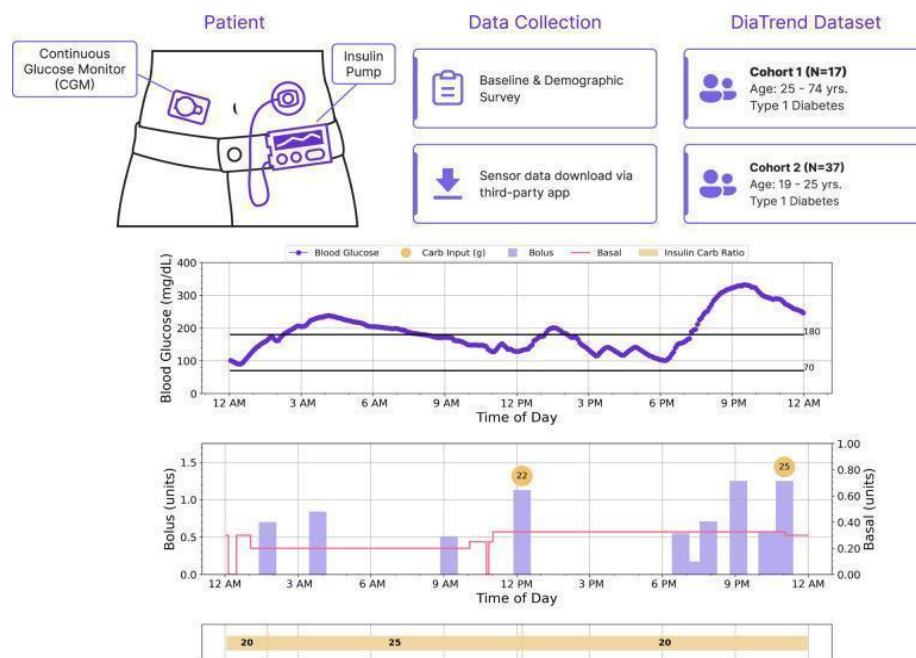 Patient
Data Collection
DiaTrend Dataset
Continuous
Glucose Monitor
(CGM)
Insulin
Pump
Baseline & Demographic
Survey
Sensor data download via
third-party app
Cohort 1 (N=17)
Age: 25 - 74 yrs.
Type 1 Diabetes
Cohort 2 (N=37)
Age: 19 - 25 yrs.
Type 1 Diabetes
Blood Glucose Carb Input (g) Bolus Basal Insulin Carb Ratio
Blood Glucose (mg/dL)
400
300
200
100
0
180
70
12 AM 3 AM 6 AM 9 AM 12 PM 3 PM 6 PM 9 PM 12 AM
Time of Day
Bolus (units)
1.5
1.0
0.5
0.0
22
25
1.00
0.80
0.60
0.40
0.20
0.00
Basal (units)
12 AM 3 AM 6 AM 9 AM 12 PM 3 PM 6 PM 9 PM 12 AM
Time of Day
20 25 20